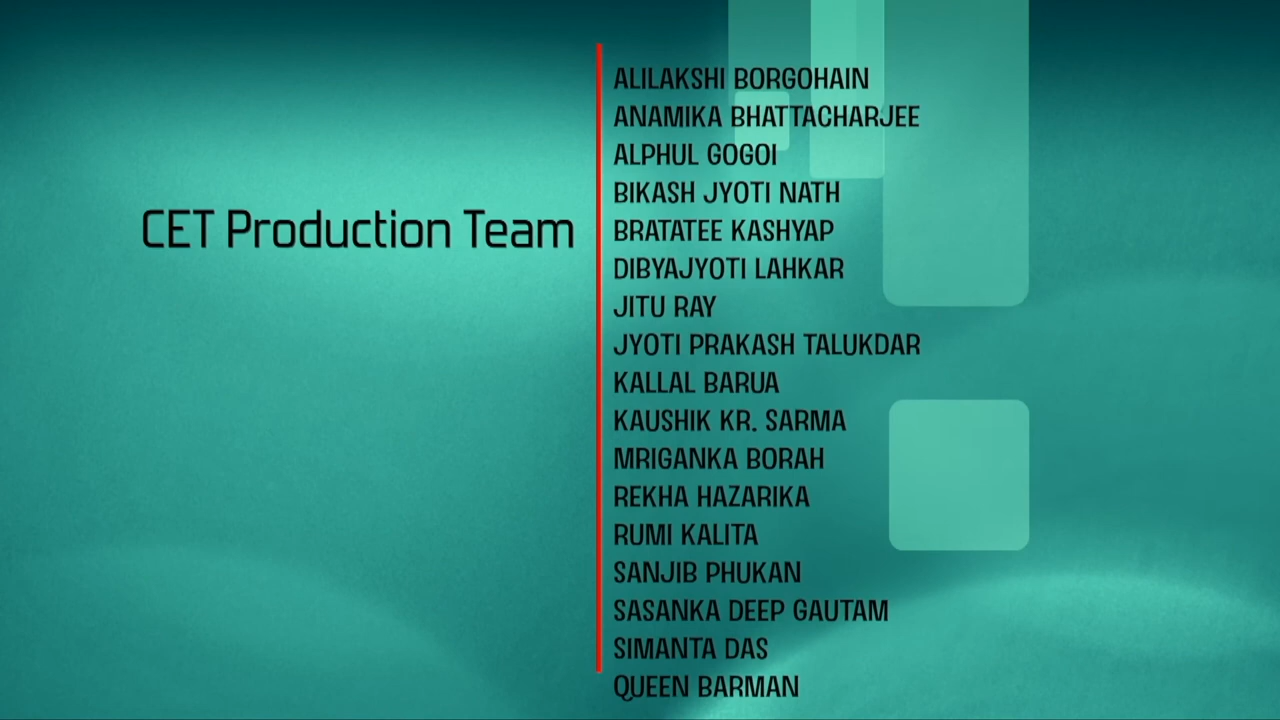 CET Production Team
ALILAKSHI BORGOHAIN
ANAMIKA BHATTACHARJEE
ALPHUL GOGOI
BIKASH JYOTI NATH
BRATATEE KASHYAP
DIBYAJYOTI LAHKAR
JITU RAY
JYOTI PRAKASH TALUKDAR
KALLAL BARUA
KAUSHIK KR. SARMA
MRIGANKA BORAH
REKHA HAZARIKA
RUMI KALITA
SANJIB PHUKAN
SASANKA DEEP GAUTAM
SIMANTA DAS
QUEEN BARMAN